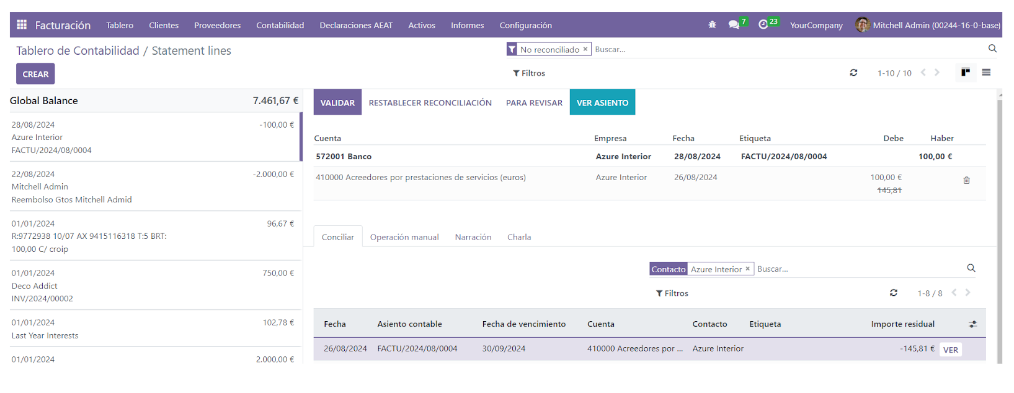 Facturación Tablero Clientes Proveedores Contabilidad Declaraciones AEAT Activos Informes Configuración 7 23 YourCompany Mitchell Admin (00244-16-0-base)
Tablero de Contabilidad / Statement lines No reconciliado × Buscar...
CREAR Filtros 1-10 / 10
Global Balance 7.461,67 €
28/08/2024 -100,00 €
Azure Interior
FACTU/2024/08/0004
22/08/2024 -2.000,00 €
Mitchell Admin
Reembolso Gtos Mitchell Admid
01/01/2024 96,67 €
R:9772938 10/07 AX 9415116318 T:5 BRT:
100,00 C/ croip
01/01/2024 750,00 €
Deco Addict
INV/2024/00002
01/01/2024 102,78 €
Last Year Interests
01/01/2024 2.000,00 €
VALIDAR RESTABLECER RECONCILIACIÓN PARA REVISAR VER ASIENTO
Cuenta Empresa Fecha Etiqueta Debe Haber
572001 Banco Azure Interior 28/08/2024 FACTU/2024/08/0004 100,00 €
410000 Acreedores por prestaciones de servicios (euros) Azure Interior 26/08/2024 100,00 €
145,81
Conciliar Operación manual Narración Charla
Contacto Azure Interior × Buscar...
Filtros 1-8 / 8
Fecha Asiento contable Fecha de vencimiento Cuenta Contacto Etiqueta Importe residual
26/08/2024 FACTU/2024/08/0004 30/09/2024 410000 Acreedores por ... Azure Interior -145,81 € VER